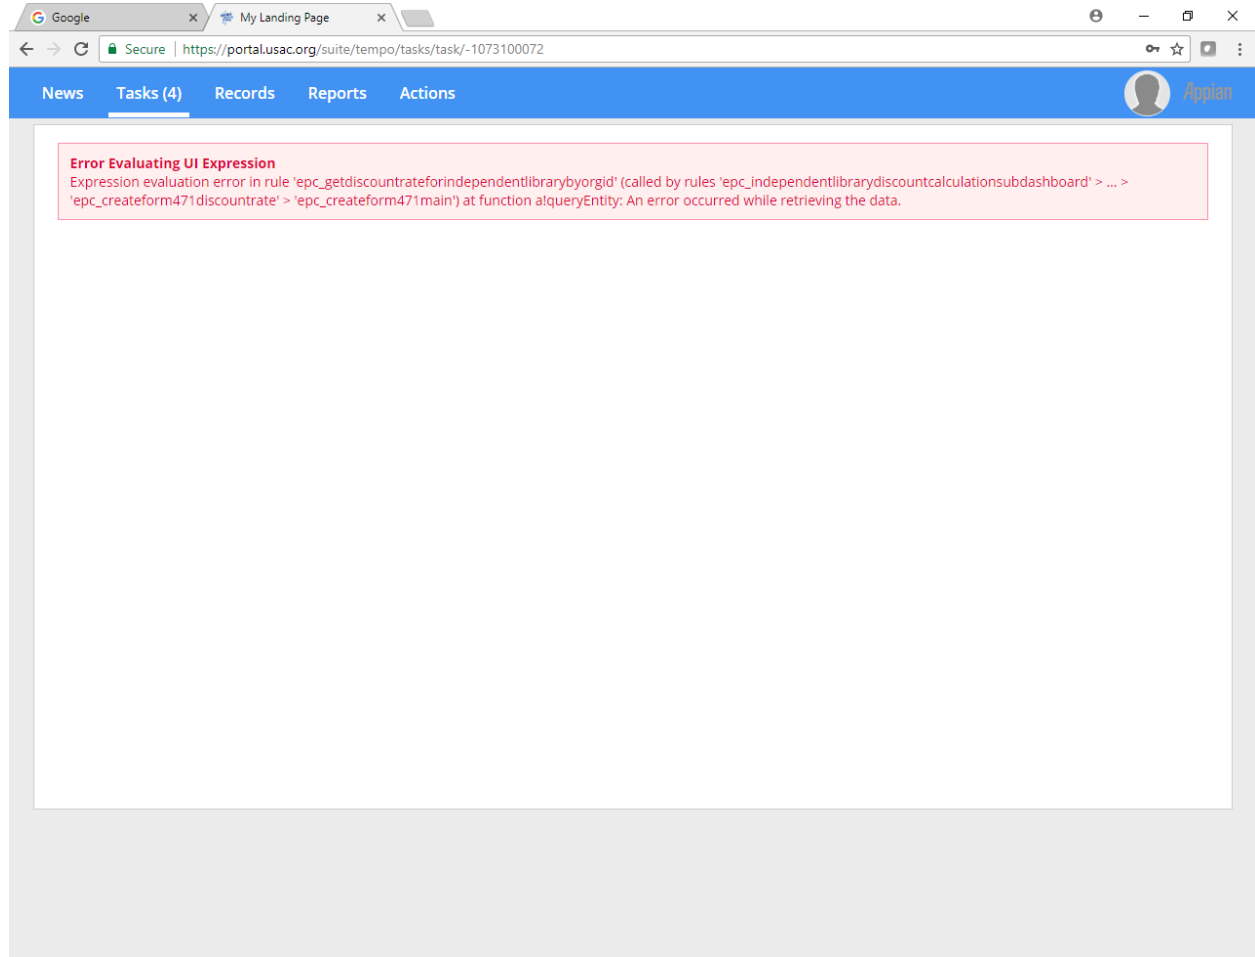 Google
My Landing Page
Secure | https://portal.usac.org/suite/tempo/tasks/task/-1073100072
News Tasks (4) Records Reports Actions Appian
Error Evaluating UI Expression
Expression evaluation error in rule 'epc_getdiscountrateforindependentlibrarybyorgid' (called by rules 'epc_independentlibrarydiscountcalculationsubdashboard' > ... >
'epc_createform471discountrate' > 'epc_createform471main') at function a!queryEntity: An error occurred while retrieving the data.